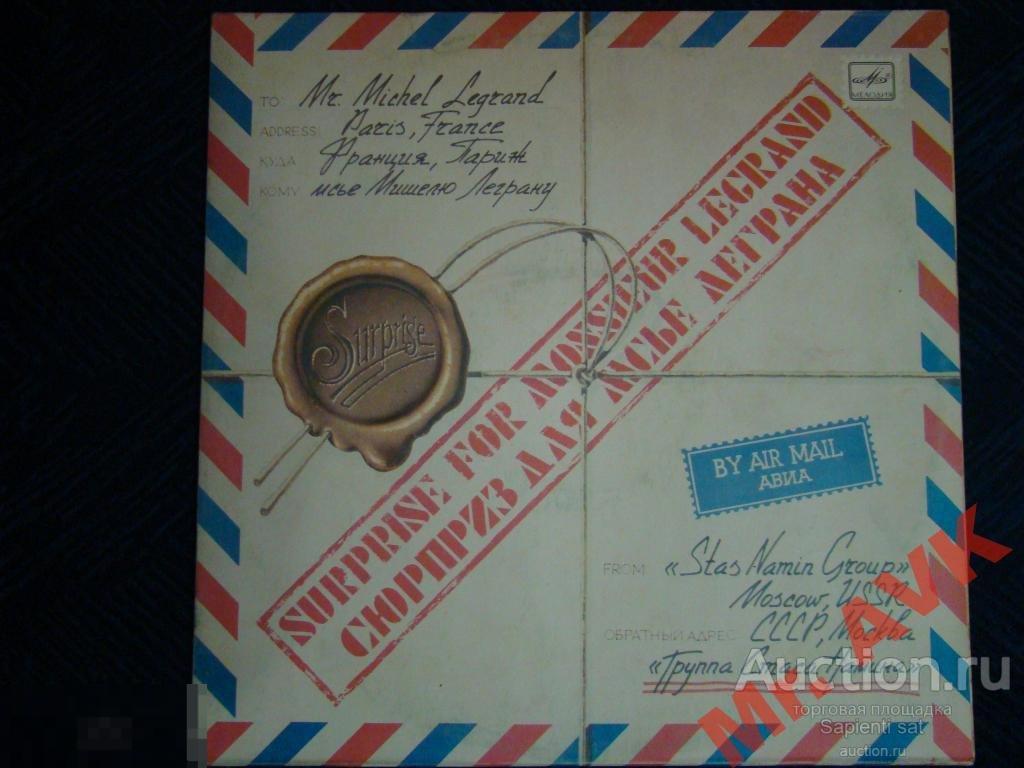 МЕЛОДИЯ
TO Mr. Michel Legrand
ADDRESS Paris, France
КУДА Франция, Париж
КОМУ мсье Мишелю Леграну
Surprise
SURPRISE FOR MONSIEUR LEGRAND
СЮРПРИЗ ДЛЯ МСЬЕ ЛЕГРАНА
BY AIR MAIL
АВИА
FROM «Stas Namin Group»
Moscow, USSR
ОБРАТНЫЙ АДРЕС СССР, Москва
«Группа Стаса Намина»
Auction.ru
торговая площадка
Sapienti sat
auction.ru